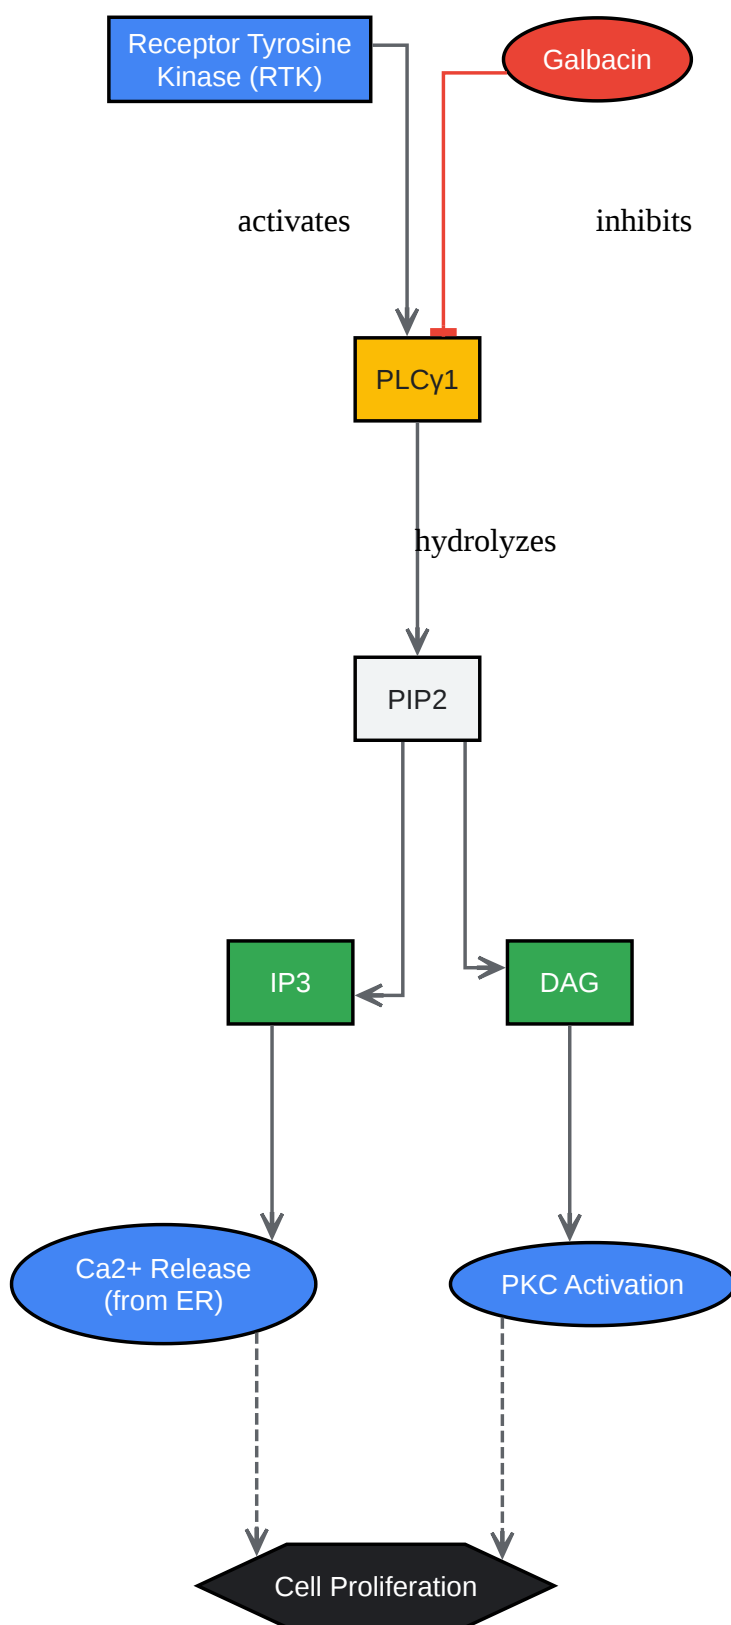 Receptor Tyrosine
Kinase (RTK)
Galbacin
activates
inhibits
PLCγ1
hydrolyzes
PIP2
IP3
DAG
Ca2+ Release
(from ER)
PKC Activation
Cell Proliferation